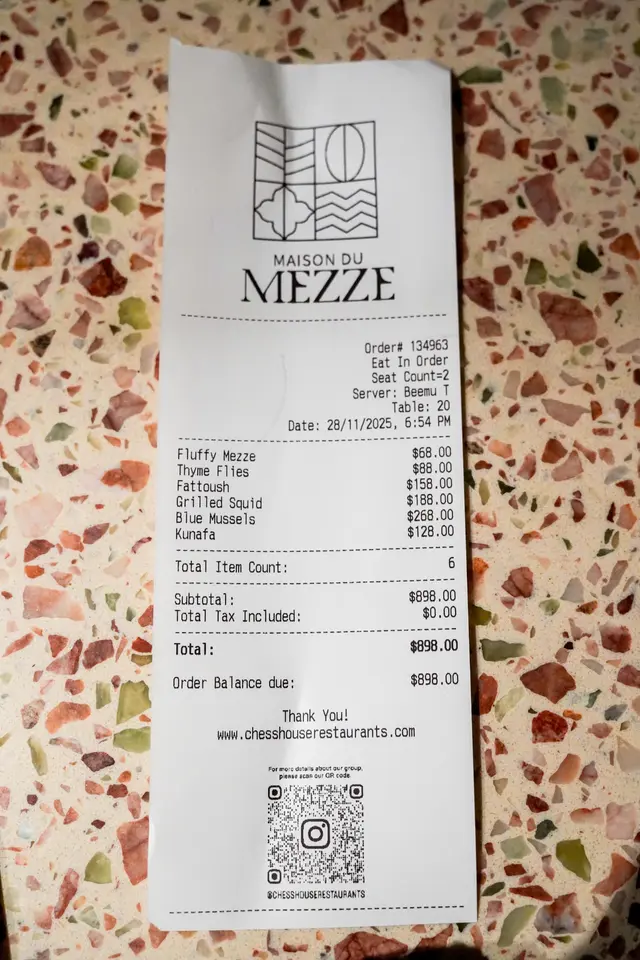 MAISON DU
MEZZE
Order# 134963
Eat In Order
Seat Count=2
Server: Beemu T
Table: 20
Date: 28/11/2025, 6:54 PM
Fluffy Mezze $68.00
Thyme Flies $88.00
Fattoush $158.00
Grilled Squid $188.00
Blue Mussels $268.00
Kunafa $128.00
Total Item Count: 6
Subtotal: $898.00
Total Tax Included: $0.00
Total: $898.00
Order Balance due: $898.00
Thank You!
www.chesshouserestaurants.com
For more details about our group,
please scan our QR code.
@CHESSHOUSERESTAURANTS